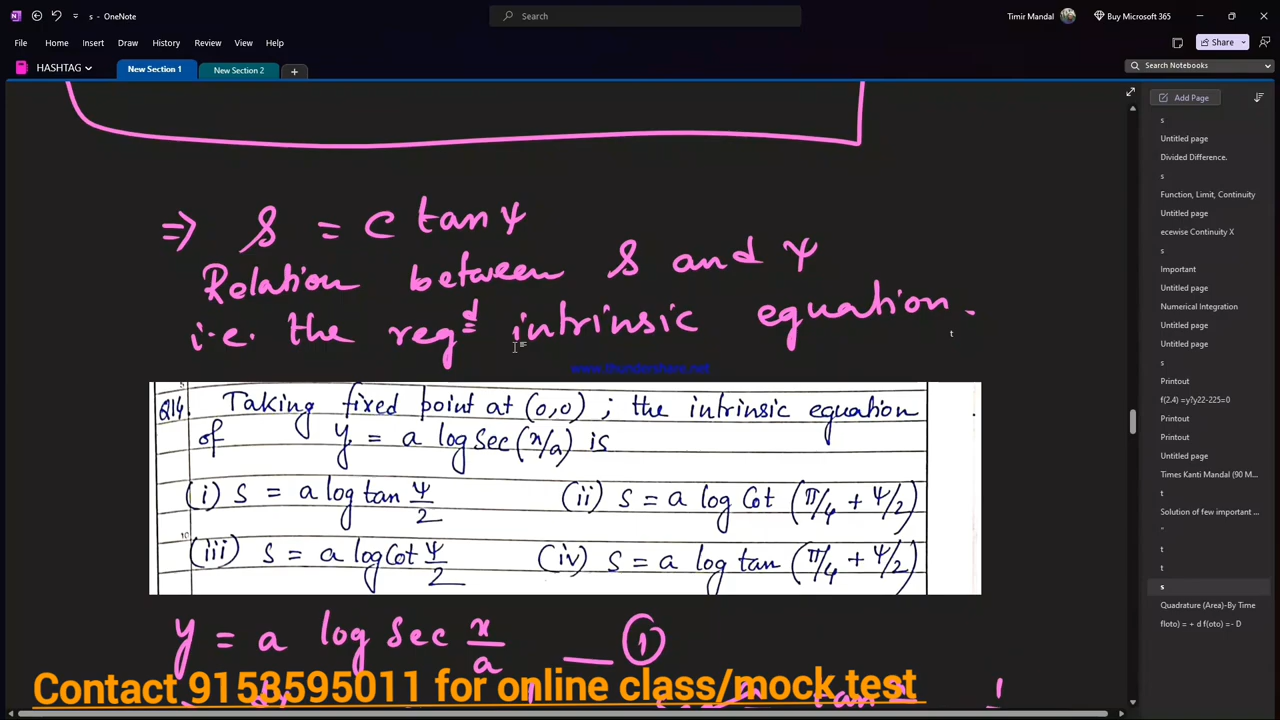 s - OneNote
Search
Timir Mandal
Buy Microsoft 365
File Home Insert Draw History Review View Help
Share
HASHTAG
New Section 1
New Section 2
Search Notebooks
Add Page
s
Untitled page
Divided Difference.
s
Function, Limit, Continuity
Untitled page
ecewise Continuity X
s
Important
Untitled page
Numerical Integration
Untitled page
Untitled page
s
Printout
f(2.4) =y?y22-225=0
Printout
Printout
Untitled page
Times Kanti Mandal (90 M...
t
Solution of few important ...
"
t
t
s
Quadrature (Area)-By Time
floto) = + d f(oto) =- D
⇒ S = C tan ψ
Relation between S and ψ
i.e. the reqd intrinsic equation.
t
www.thundershare.net
Q14. Taking fixed point at (0,0) ; the intrinsic equation
of y = a log sec (x/a) is
(i) S = a log tan ψ/2 (ii) S = a log Cot (π/4 + ψ/2)
(iii) S = a log Cot ψ/2 (iv) S = a log tan (π/4 + ψ/2)
y = a log Sec x/a — ①
Contact 9153595011 for online class/mock test